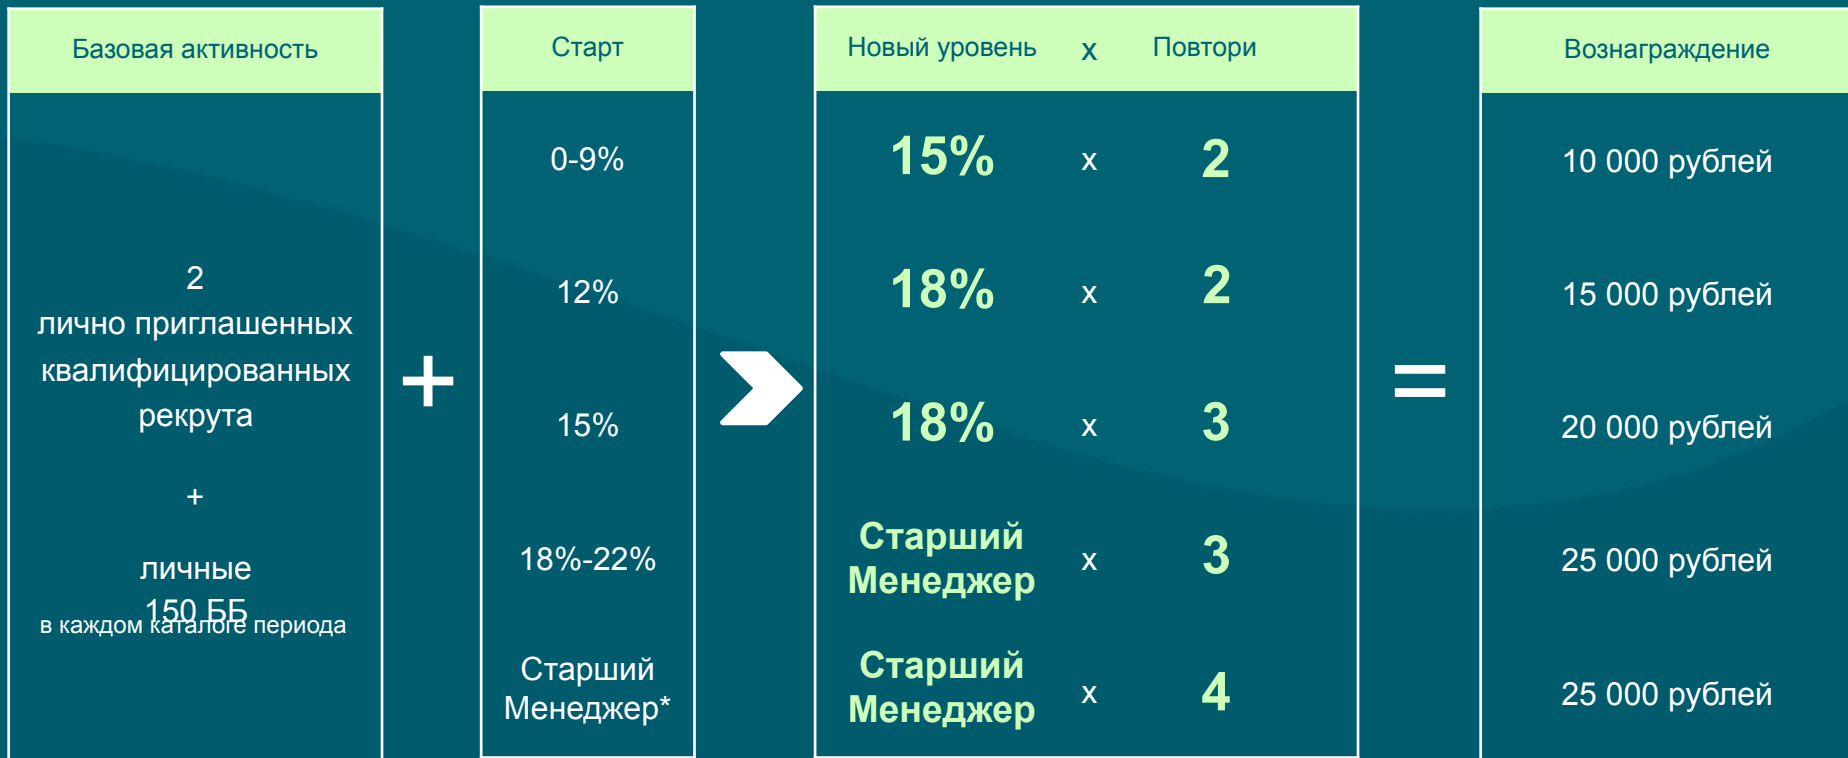 Базовая активность
Старт
Новый уровень x Повтори
Вознаграждение
2
лично приглашенных
квалифицированных
рекрута
+
личные
150 ББ
в каждом каталоге периода
+
0-9%
12%
15%
18%-22%
Старший
Менеджер*
15% x 2
18% x 2
18% x 3
Старший
Менеджер x 3
Старший
Менеджер x 4
=
10 000 рублей
15 000 рублей
20 000 рублей
25 000 рублей
25 000 рублей